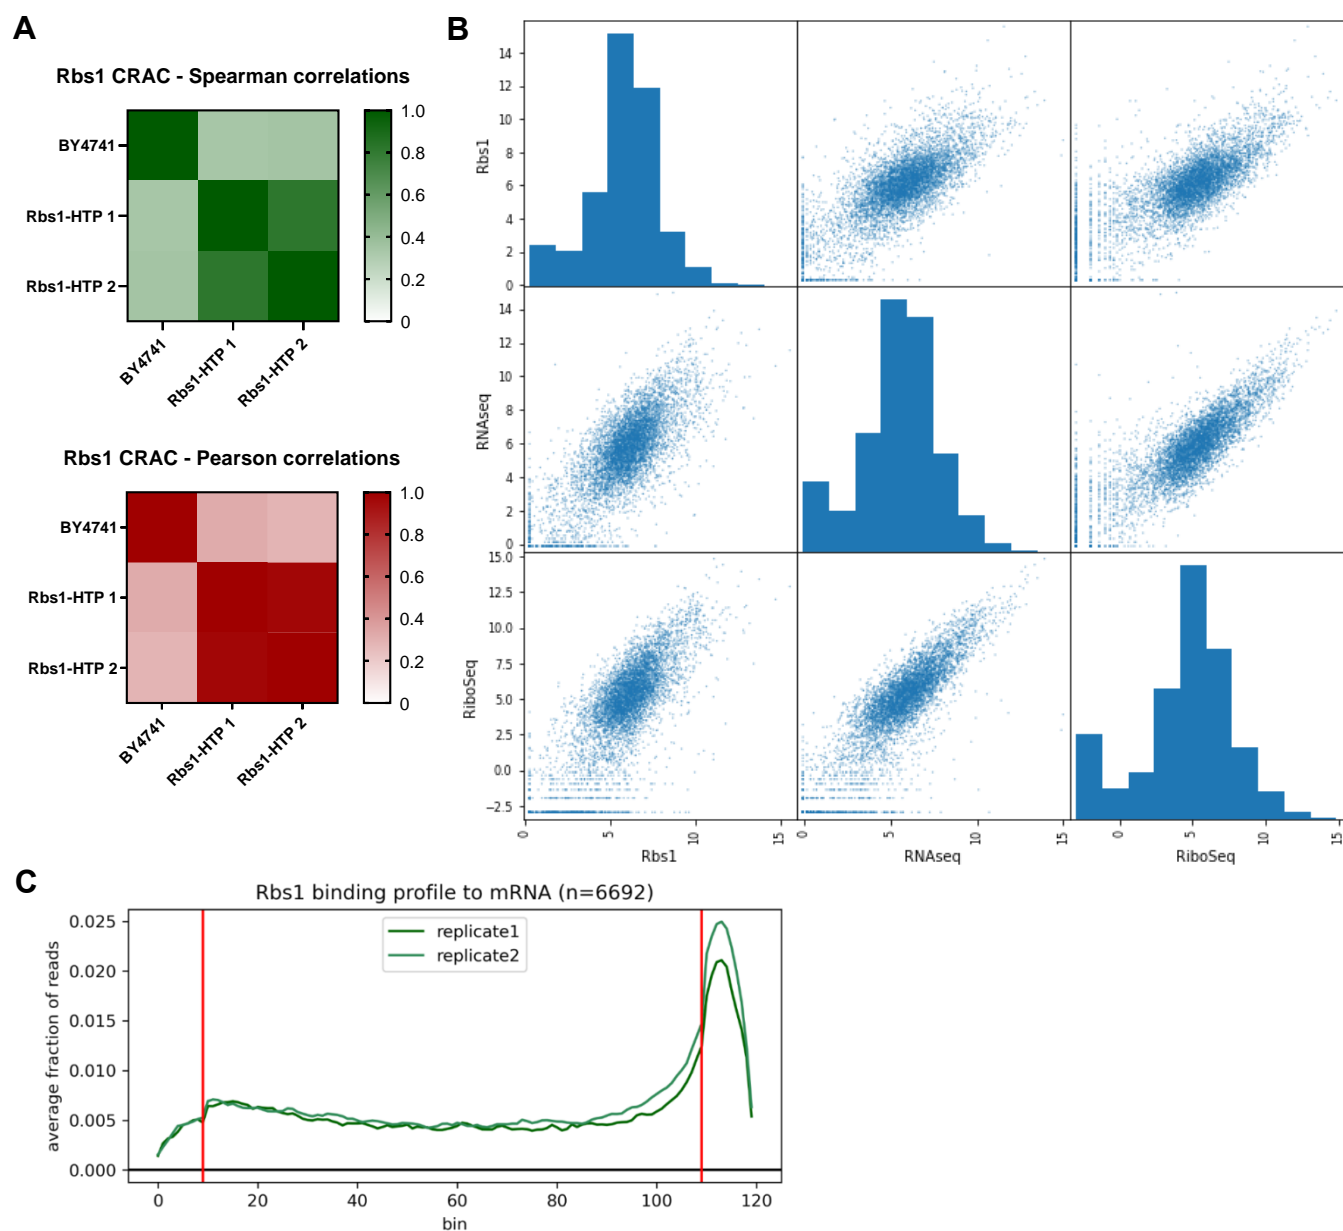 A
Rbs1 CRAC - Spearman correlations
BY4741
Rbs1-HTP 1
Rbs1-HTP 2
BY4741
Rbs1-HTP 1
Rbs1-HTP 2
1.0
0.8
0.6
0.4
0.2
0
Rbs1 CRAC - Pearson correlations
BY4741
Rbs1-HTP 1
Rbs1-HTP 2
BY4741
Rbs1-HTP 1
Rbs1-HTP 2
1.0
0.8
0.6
0.4
0.2
0
B
Rbs1
14
12
10
8
6
4
2
0
RNAseq
14
12
10
8
6
4
2
0
RiboSeq
15.0
12.5
10.0
7.5
5.0
2.5
0.0
−2.5
0 5 10 15
Rbs1
0 5 10 15
RNAseq
0 5 10 15
RiboSeq
C
Rbs1 binding profile to mRNA (n=6692)
replicate1
replicate2
average fraction of reads
0.025
0.020
0.015
0.010
0.005
0.000
0 20 40 60 80 100 120
bin